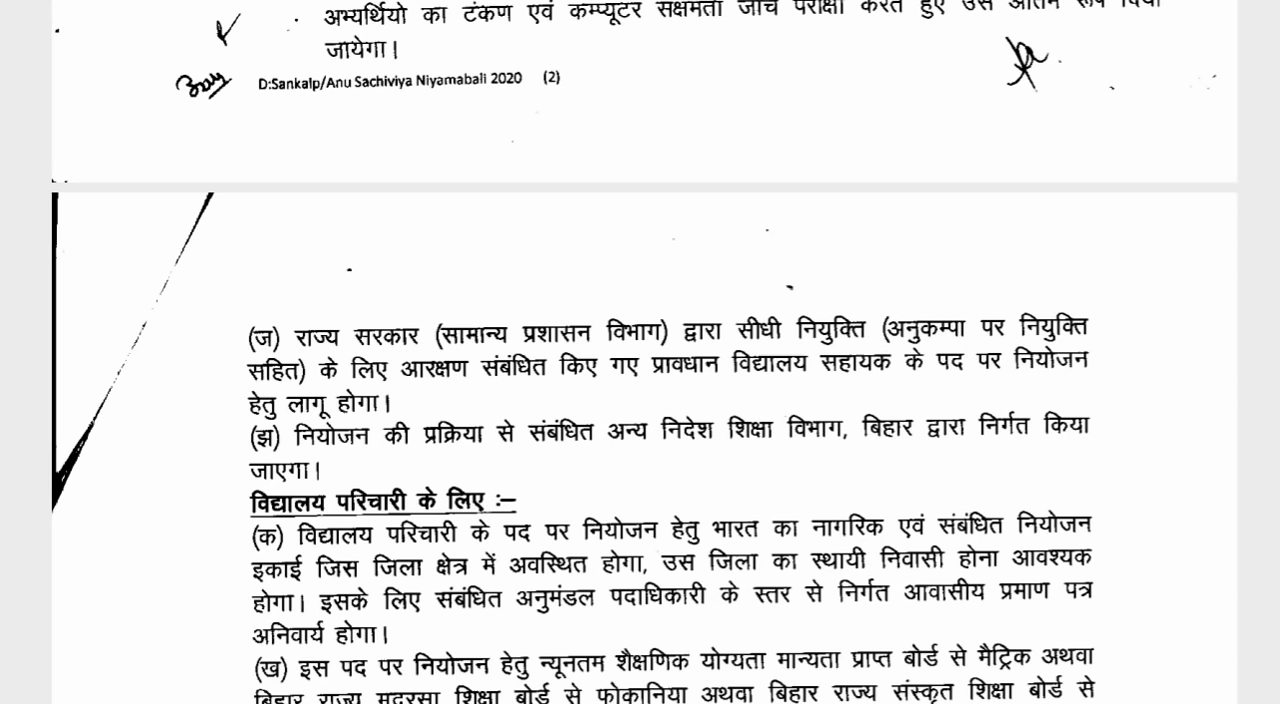 अभ्यर्थियो का टंकण एवं कम्प्यूटर सक्षमता जाँच परीक्षा करते हुए उसे अंतिम रूप दिया
जायेगा।
D:Sankalp/Anu Sachiviya Niyamabali 2020 (2)
(ज) राज्य सरकार (सामान्य प्रशासन विभाग) द्वारा सीधी नियुक्ति (अनुकम्पा पर नियुक्ति
सहित) के लिए आरक्षण संबंधित किए गए प्रावधान विद्यालय सहायक के पद पर नियोजन
हेतु लागू होगा।
(झ) नियोजन की प्रक्रिया से संबंधित अन्य निदेश शिक्षा विभाग, बिहार द्वारा निर्गत किया
जाएगा।
विद्यालय परिचारी के लिए :–
(क) विद्यालय परिचारी के पद पर नियोजन हेतु भारत का नागरिक एवं संबंधित नियोजन
इकाई जिस जिला क्षेत्र में अवस्थित होगा, उस जिला का स्थायी निवासी होना आवश्यक
होगा। इसके लिए संबंधित अनुमंडल पदाधिकारी के स्तर से निर्गत आवासीय प्रमाण पत्र
अनिवार्य होगा।
(ख) इस पद पर नियोजन हेतु न्यूनतम शैक्षणिक योग्यता मान्यता प्राप्त बोर्ड से मैट्रिक अथवा
बिहार राज्य मदरसा शिक्षा बोर्ड से फोकानिया अथवा बिहार राज्य संस्कृत शिक्षा बोर्ड से